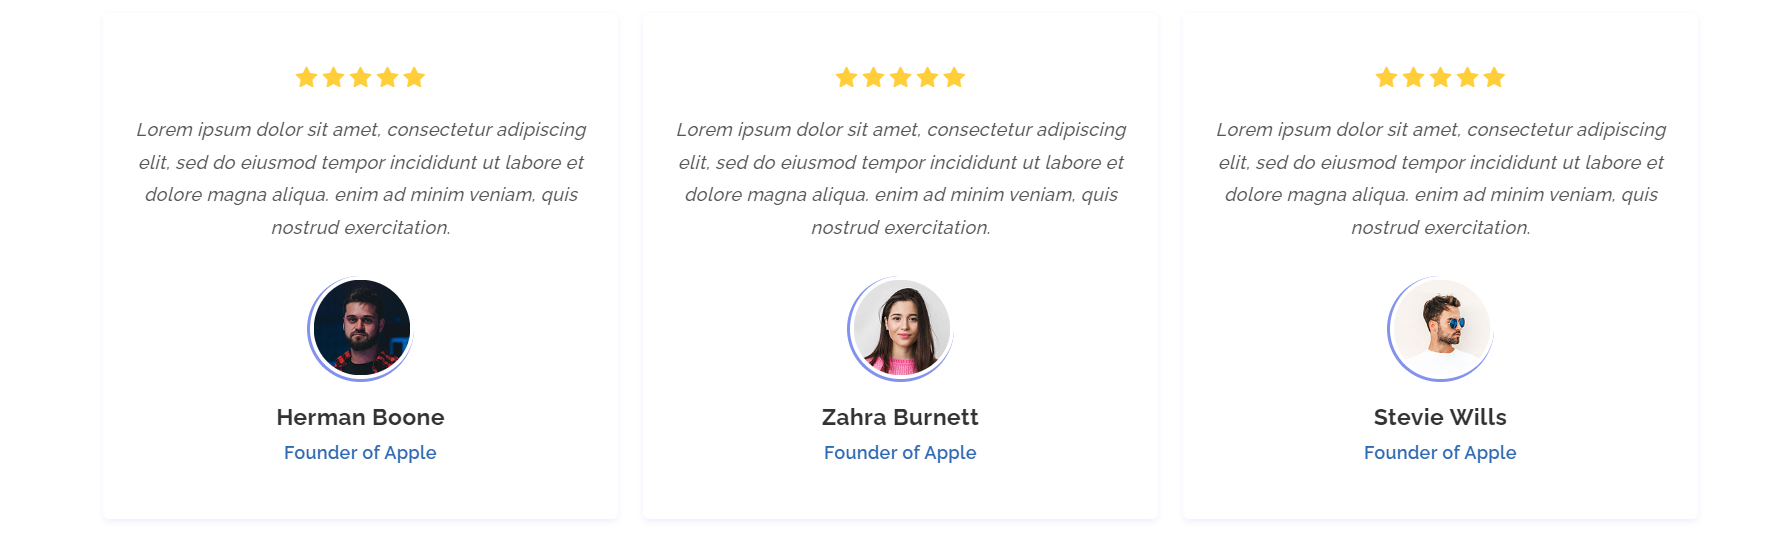 Lorem ipsum dolor sit amet, consectetur adipiscing
elit, sed do eiusmod tempor incididunt ut labore et
dolore magna aliqua. enim ad minim veniam, quis
nostrud exercitation.
Herman Boone
Founder of Apple
Lorem ipsum dolor sit amet, consectetur adipiscing
elit, sed do eiusmod tempor incididunt ut labore et
dolore magna aliqua. enim ad minim veniam, quis
nostrud exercitation.
Zahra Burnett
Founder of Apple
Lorem ipsum dolor sit amet, consectetur adipiscing
elit, sed do eiusmod tempor incididunt ut labore et
dolore magna aliqua. enim ad minim veniam, quis
nostrud exercitation.
Stevie Wills
Founder of Apple